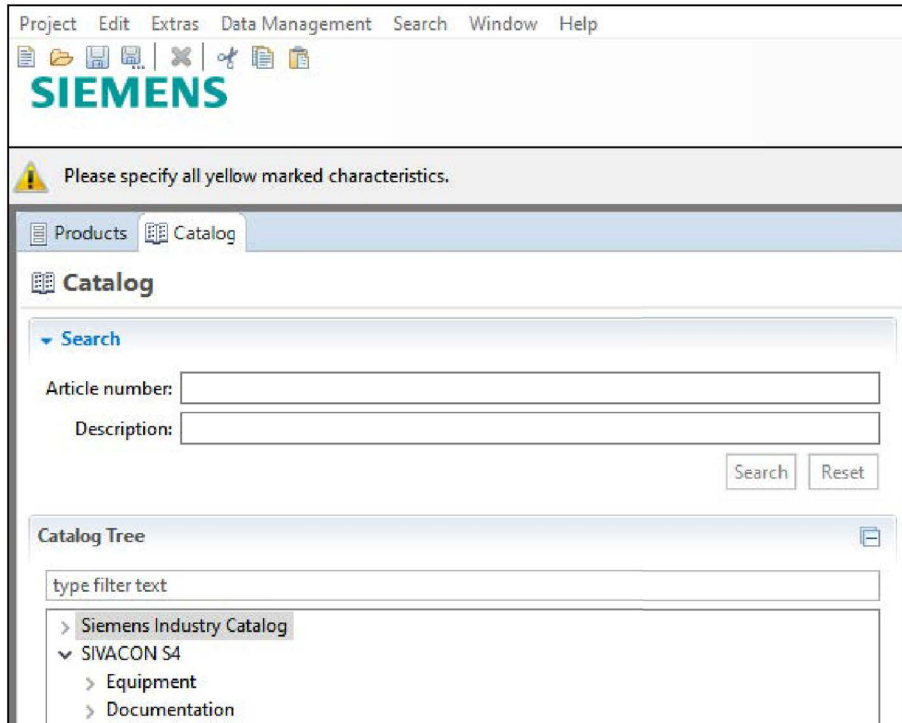 Project Edit Extras Data Management Search Window Help
SIEMENS
Please specify all yellow marked characteristics.
Products Catalog
Catalog
Search
Article number:
Description:
Search Reset
Catalog Tree
type filter text
Siemens Industry Catalog
SIVACON S4
Equipment
Documentation